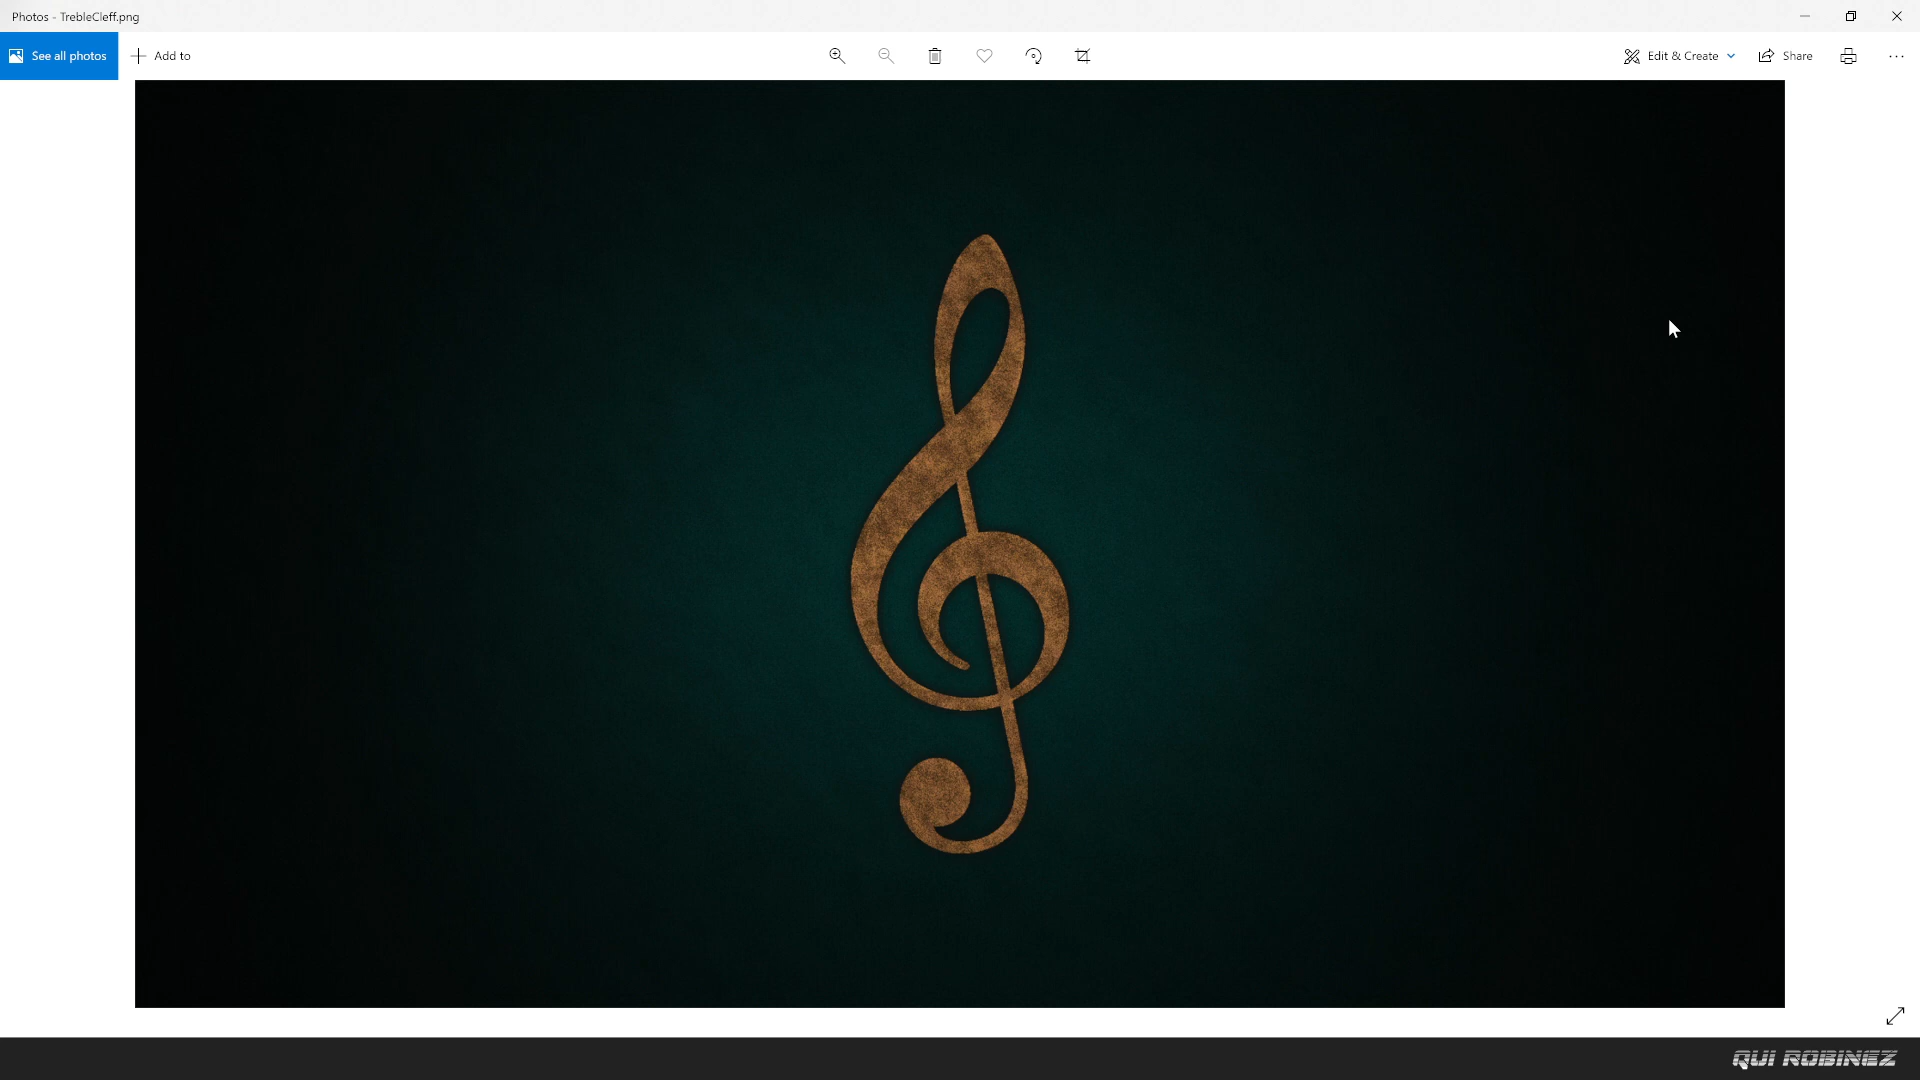 Photos - TrebleCleff.png
See all photos
Add to
Edit & Create
Share
QUI ROBINEZ